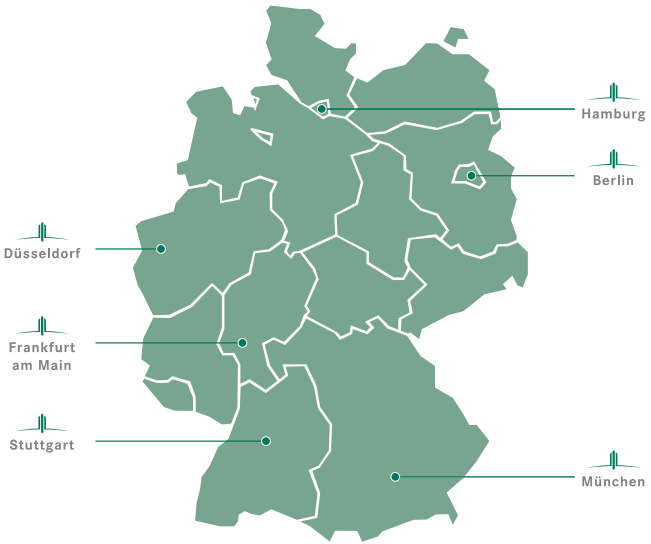 Hamburg
Berlin
Düsseldorf
Frankfurt
am Main
Stuttgart
München